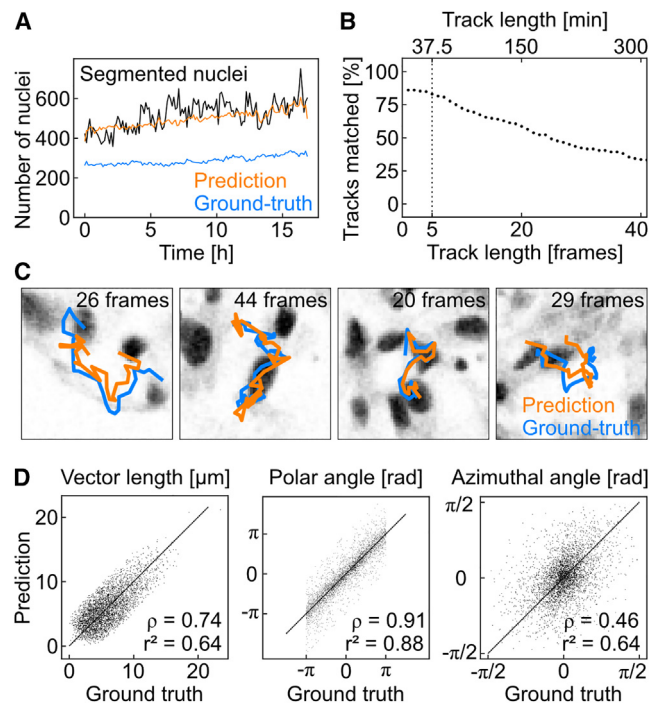 A
Segmented nuclei
Number of nuclei
600
400
200
0
Prediction
Ground-truth
0
5
10
15
Time [h]
B
Track length [min]
37.5
150
300
Tracks matched [%]
100
75
50
25
0
5
20
40
Track length [frames]
C
26 frames
44 frames
20 frames
29 frames
Prediction
Ground-truth
D
Vector length [µm]
Prediction
20
10
0
ρ = 0.74
r² = 0.64
0
10
20
Ground truth
Polar angle [rad]
π
0
-π
ρ = 0.91
r² = 0.88
-π
0
π
Ground truth
Azimuthal angle [rad]
π/2
0
-π/2
ρ = 0.46
r² = 0.64
-π/2
0
π/2
Ground truth